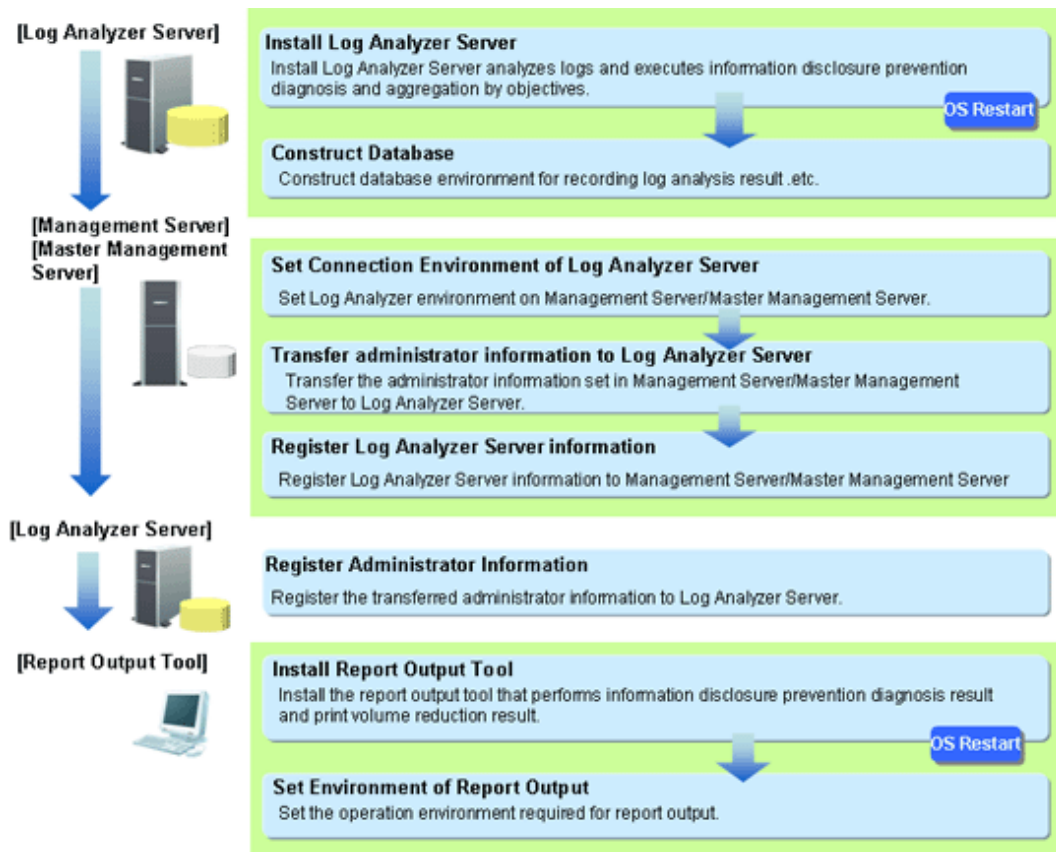 [Log Analyzer Server]
Install Log Analyzer Server
Install Log Analyzer Server analyzes logs and executes information disclosure prevention
diagnosis and aggregation by objectives.
OS Restart
Construct Database
Construct database environment for recording log analysis result .etc.
[Management Server]
[Master Management
Server]
Set Connection Environment of Log Analyzer Server
Set Log Analyzer environment on Management Server/Master Management Server.
Transfer administrator information to Log Analyzer Server
Transfer the administrator information set in Management Server/Master Management
Server to Log Analyzer Server.
Register Log Analyzer Server information
Register Log Analyzer Server information to Management Server/Master Management Server
[Log Analyzer Server]
Register Administrator Information
Register the transferred administrator information to Log Analyzer Server.
[Report Output Tool]
Install Report Output Tool
Install the report output tool that performs information disclosure prevention diagnosis result
and print volume reduction result.
OS Restart
Set Environment of Report Output
Set the operation environment required for report output.